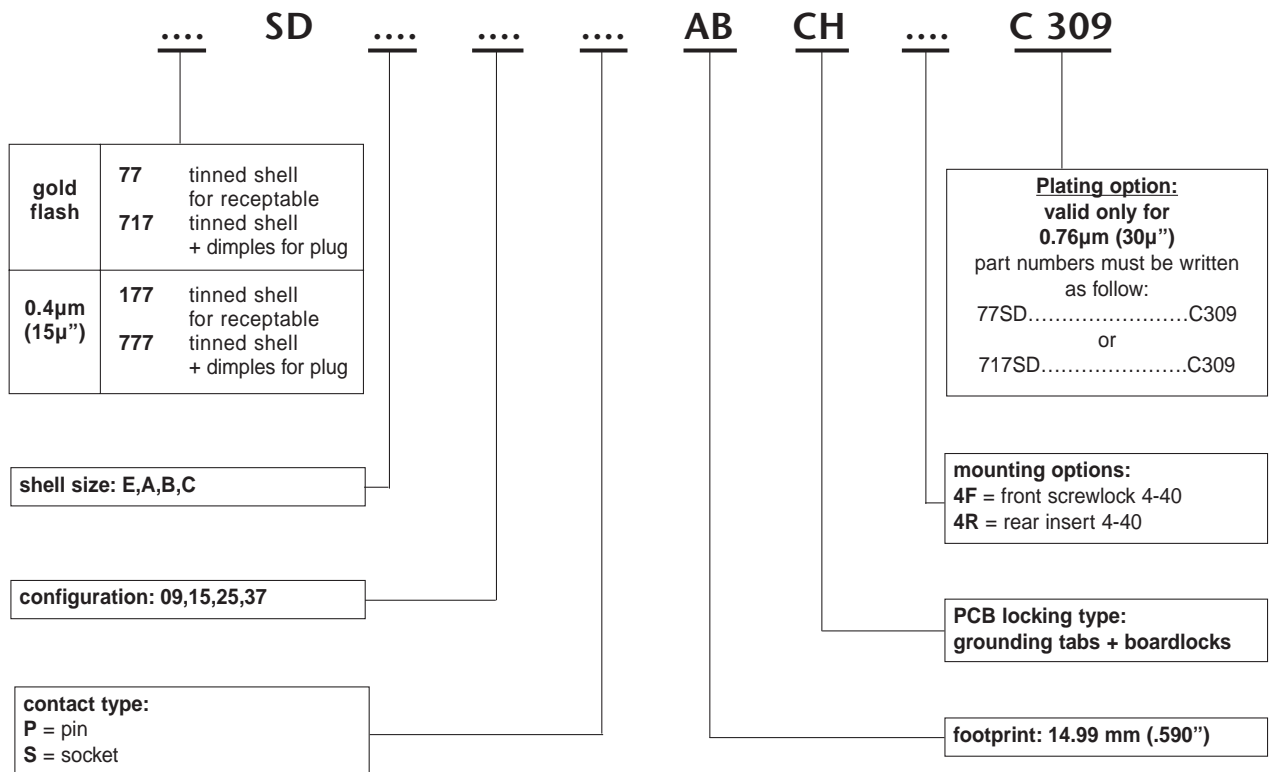 .... SD .... .... .... AB CH .... C 309
gold
flash
77 tinned shell
for receptable
717 tinned shell
+ dimples for plug
0.4µm
(15µ”)
177 tinned shell
for receptable
777 tinned shell
+ dimples for plug
Plating option:
valid only for
0.76µm (30µ”)
part numbers must be written
as follow:
77SD……………………C309
or
717SD………………….C309
shell size: E,A,B,C
mounting options:
4F = front screwlock 4-40
4R = rear insert 4-40
configuration: 09,15,25,37
PCB locking type:
grounding tabs + boardlocks
contact type:
P = pin
S = socket
footprint: 14.99 mm (.590”)